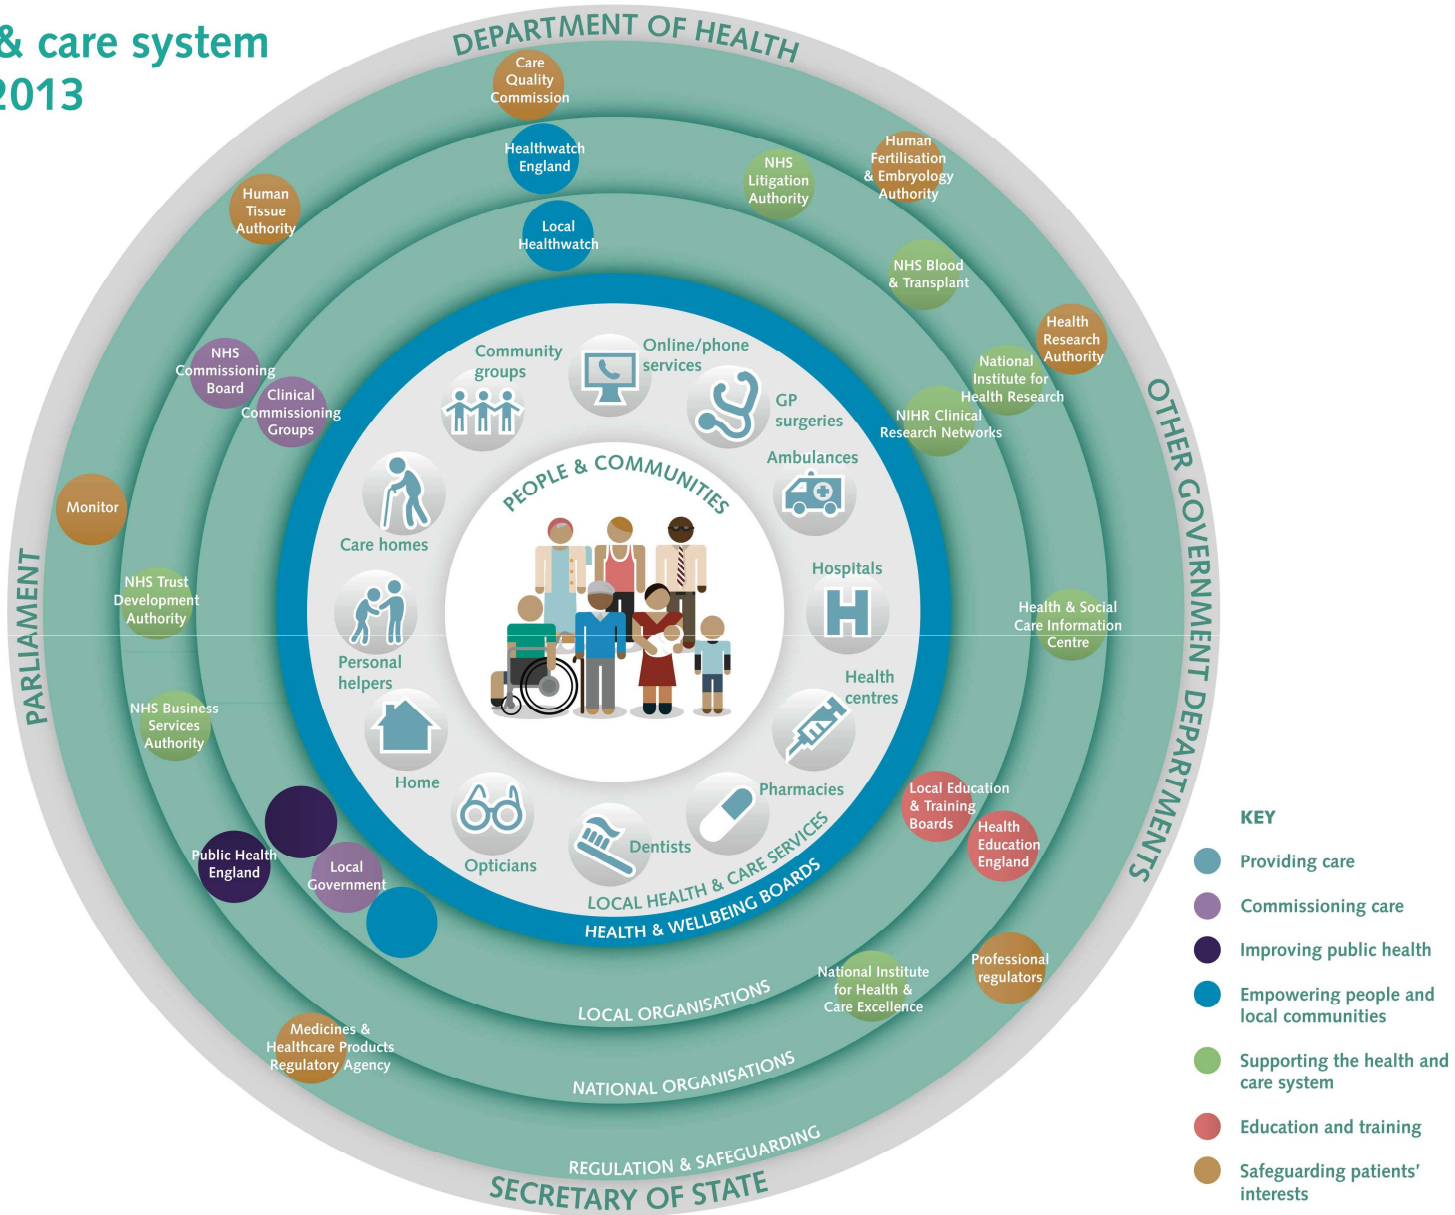 & care system
2013
DEPARTMENT OF HEALTH
OTHER GOVERNMENT DEPARTMENTS
SECRETARY OF STATE
PARLIAMENT
Care
Quality
Commission
Human
Fertilisation
& Embryology
Authority
Human
Tissue
Authority
Health
Research
Authority
Monitor
Professional
regulators
Medicines &
Healthcare Products
Regulatory Agency
REGULATION & SAFEGUARDING
Healthwatch
England
NHS
Litigation
Authority
NHS Blood
& Transplant
National
Institute for
Health Research
NHS
Commissioning
Board
NHS Trust
Development
Authority
NHS Business
Services
Authority
Public Health
England
Health & Social
Care Information
Centre
Health
Education
England
National Institute
for Health &
Care Excellence
NATIONAL ORGANISATIONS
Local
Healthwatch
Clinical
Commissioning
Groups
NIHR Clinical
Research Networks
Local Education
& Training
Boards
Local
Government
LOCAL ORGANISATIONS
HEALTH & WELLBEING BOARDS
LOCAL HEALTH & CARE SERVICES
Community
groups
Online/phone
services
GP
surgeries
Ambulances
Hospitals
H
Health
centres
Pharmacies
Dentists
Opticians
Home
Personal
helpers
Care homes
PEOPLE & COMMUNITIES
KEY
Providing care
Commissioning care
Improving public health
Empowering people and
local communities
Supporting the health and
care system
Education and training
Safeguarding patients'
interests